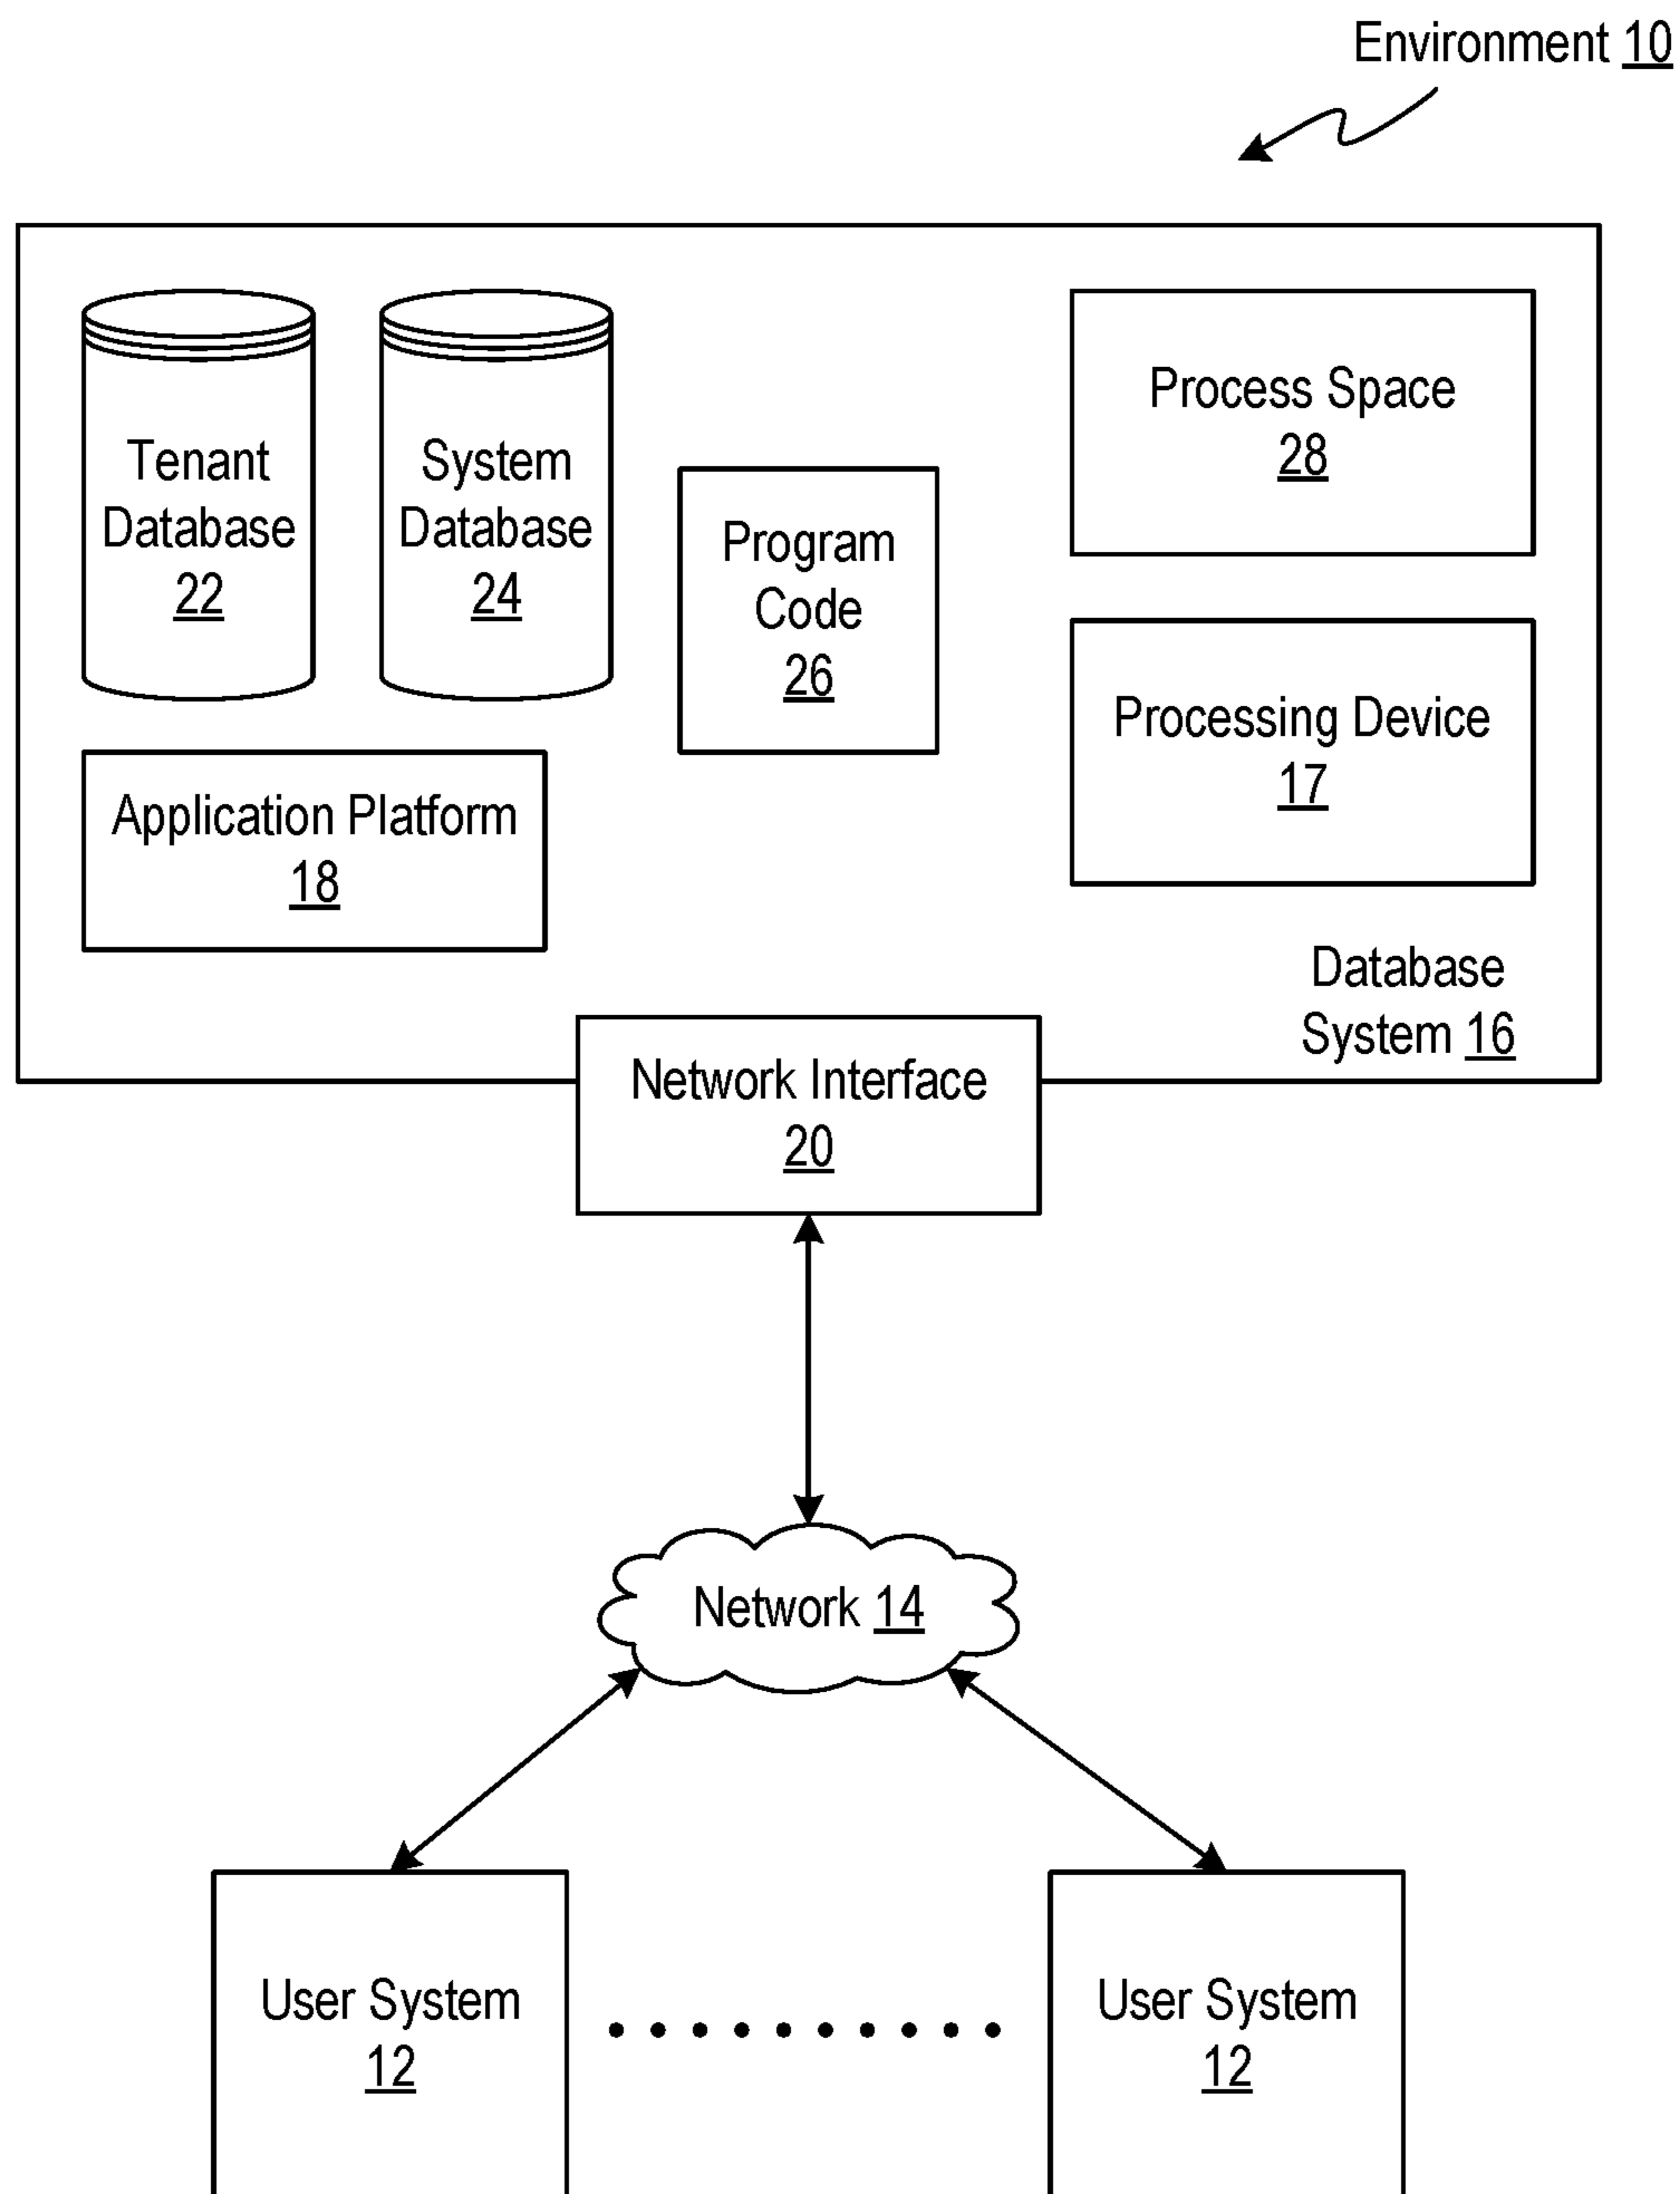 Environment 10
Tenant
Database
22
System
Database
24
Program
Code
26
Process Space
28
Processing Device
17
Application Platform
18
Database
System 16
Network Interface
20
Network 14
User System
12
User System
12